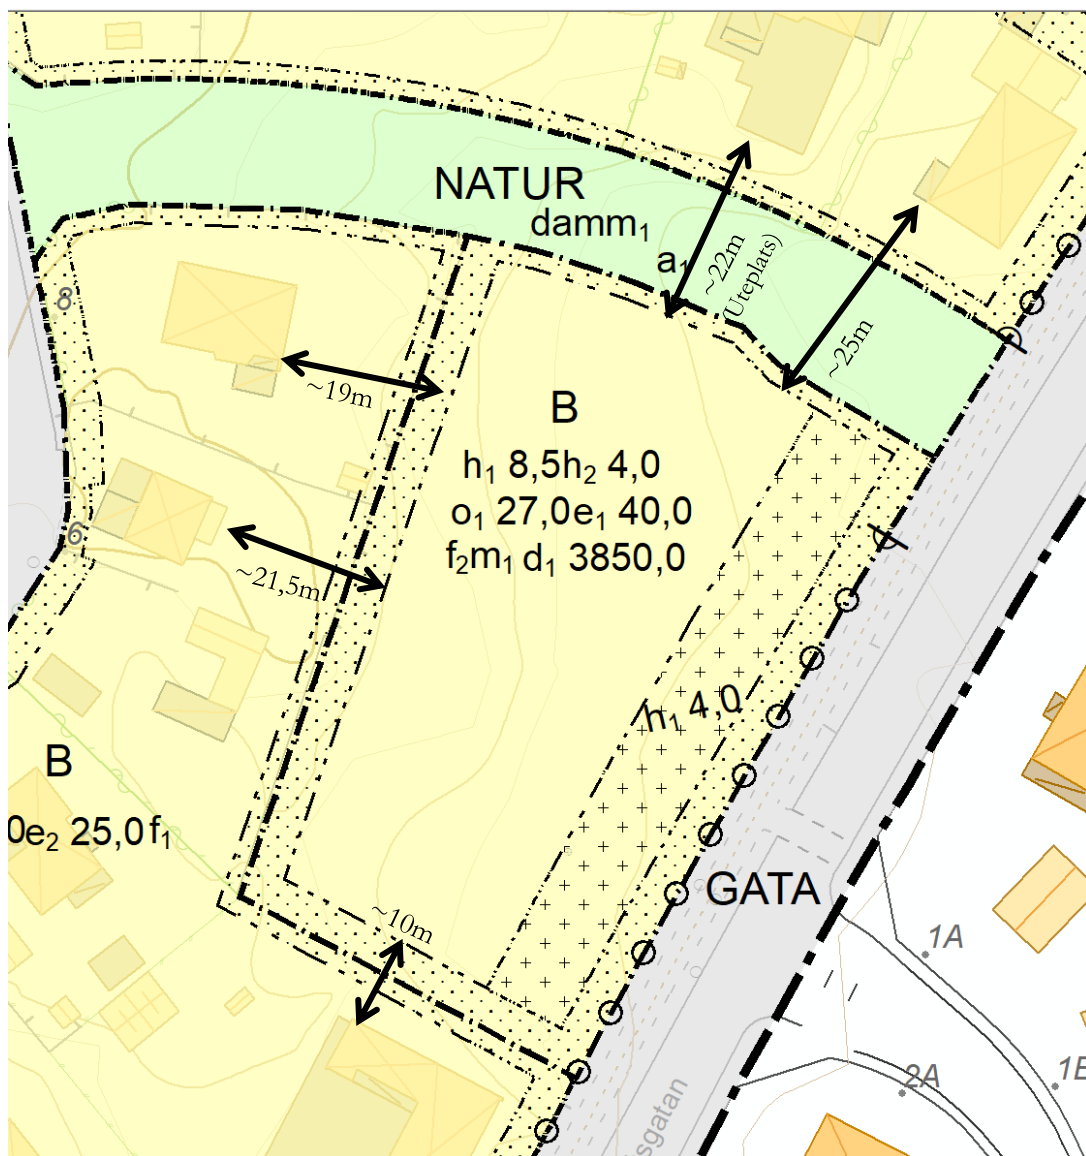 NATUR
damm₁
a₁
~22m
(Uteplats)
~25m
8
~19m
B
h₁ 8,5h₂ 4,0
o₁ 27,0e₁ 40,0
f₂m₁ d₁ 3850,0
6
~21,5m
h₁ 4,0
B
0e₂ 25,0f₁
GATA
~10m
1A
2A
1B
sgatan